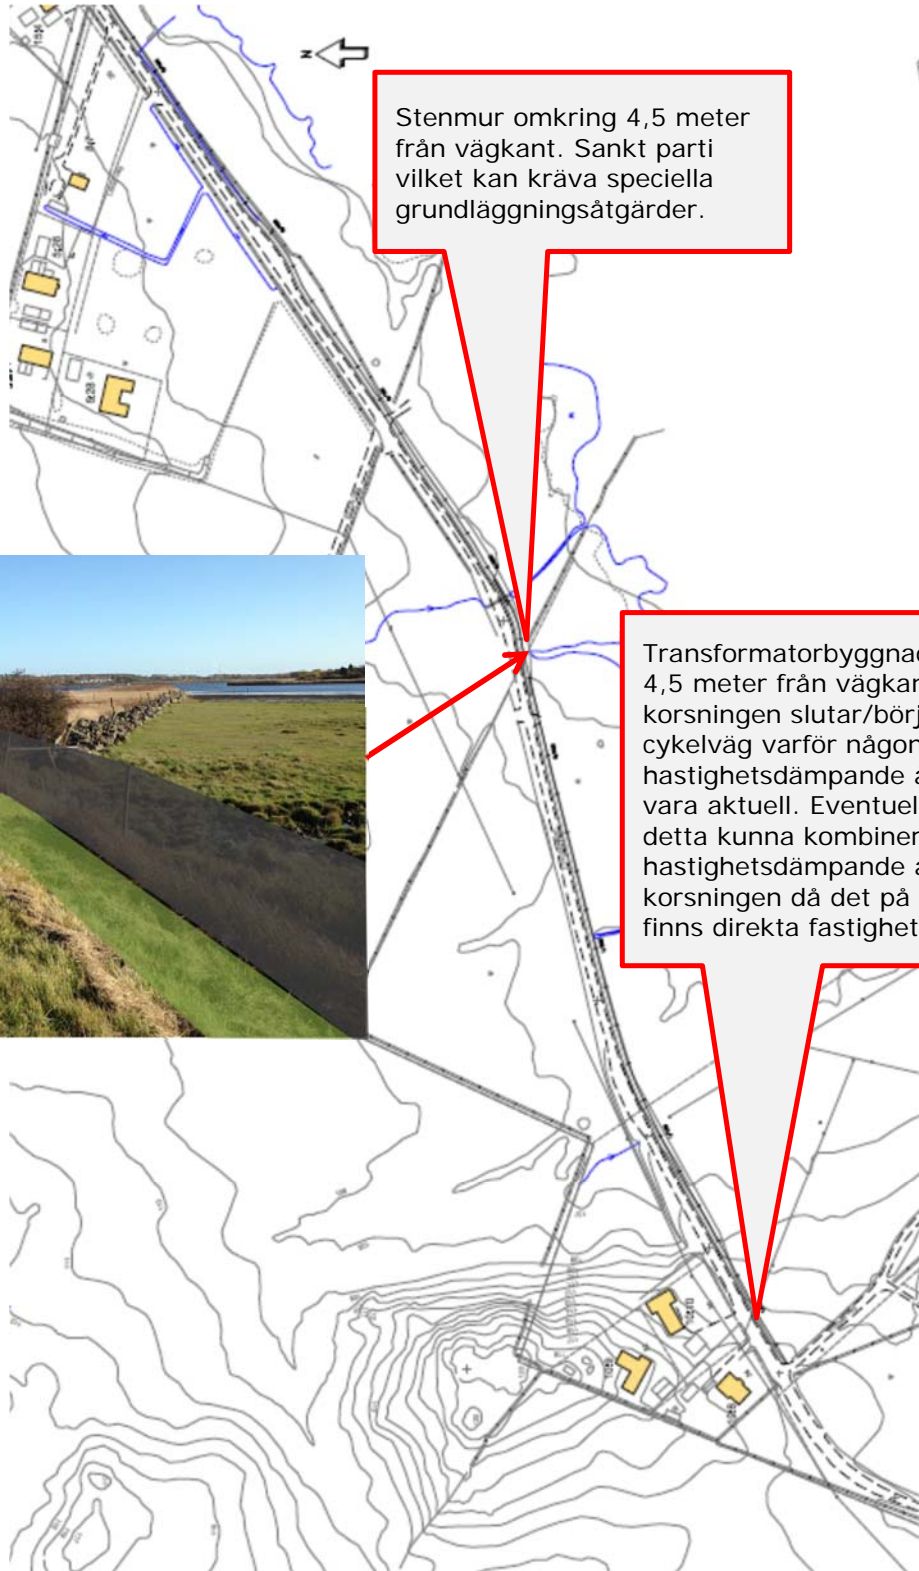 N
Stenmur omkring 4,5 meter
från vägkant. Sankt parti
vilket kan kräva speciella
grundläggningsåtgärder.
Transformatorbyggnad
4,5 meter från vägkan
korsningen slutar/börj
cykelväg varför någon
hastighetsdämpande a
vara aktuell. Eventuel
detta kunna kombiner
hastighetsdämpande a
korsningen då det på
finns direkta fastighet